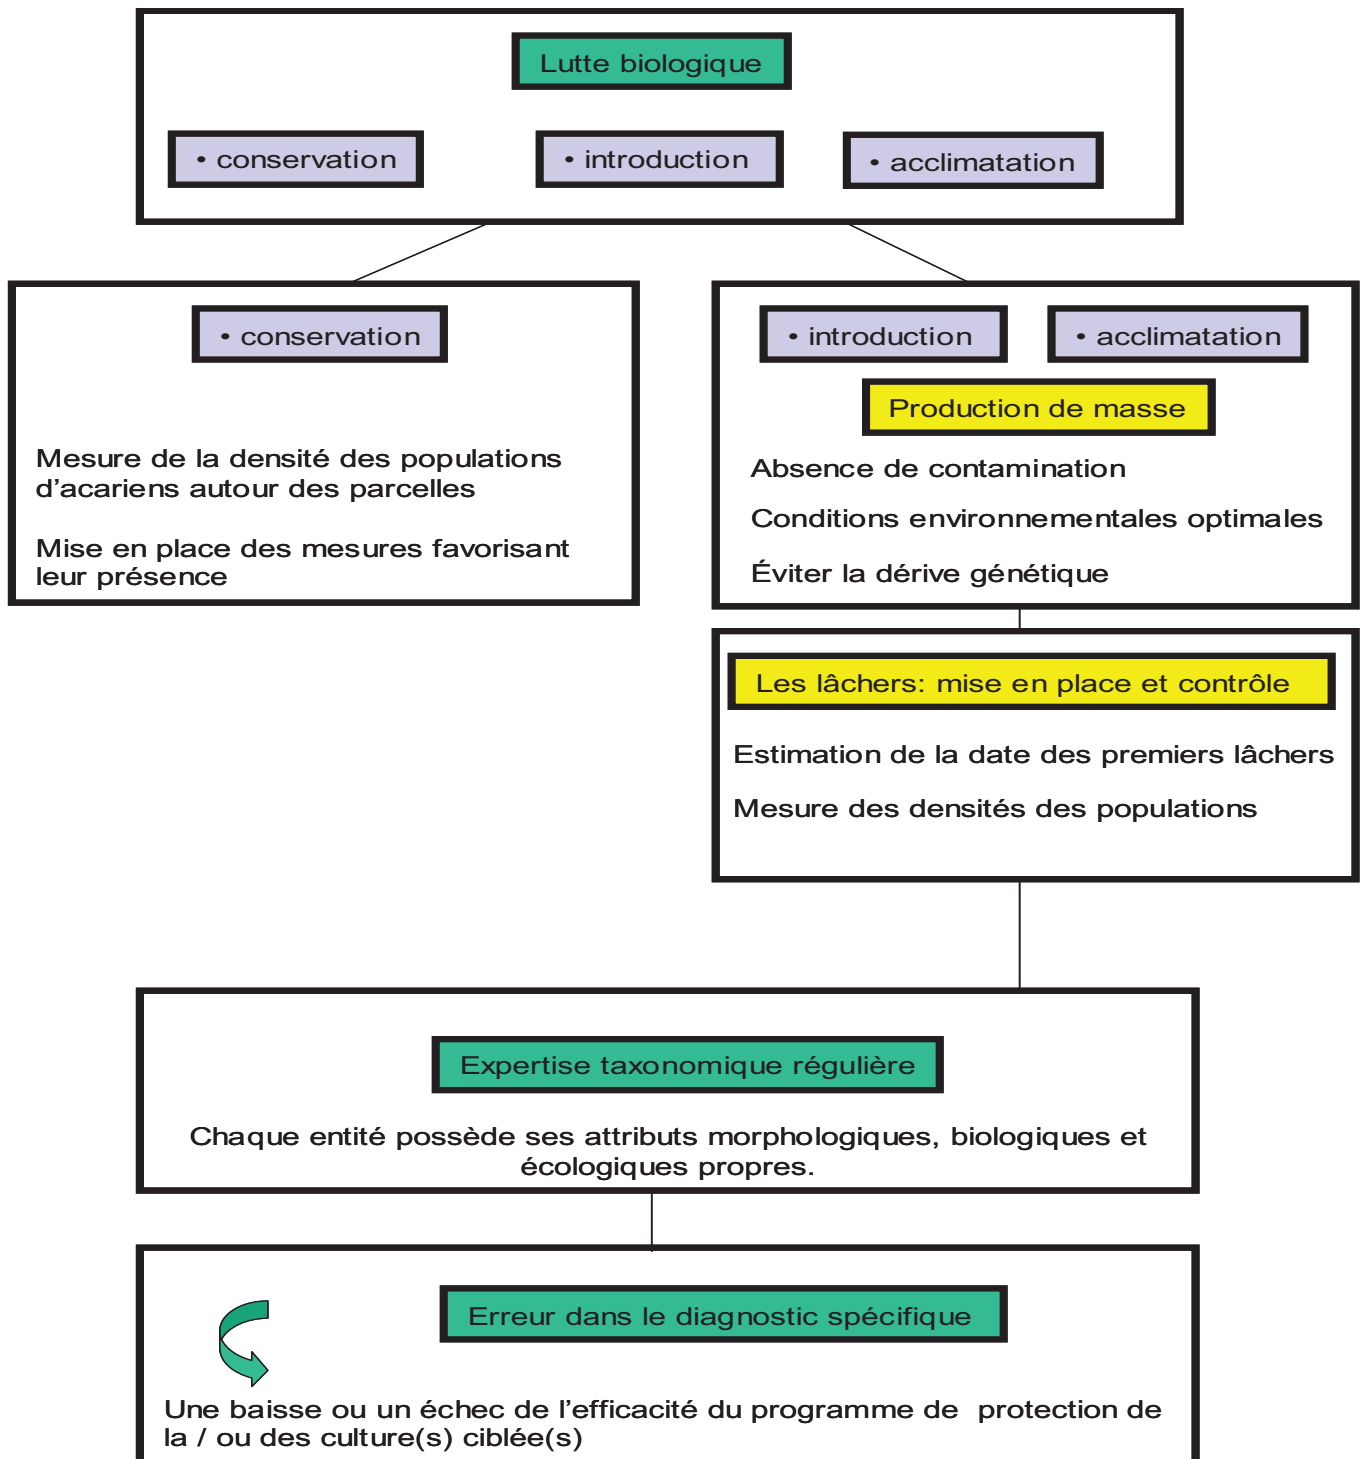 Lutte biologique
• conservation
• introduction
• acclimatation
• conservation
Mesure de la densité des populations
d'acariens autour des parcelles
Mise en place des mesures favorisant
leur présence
• introduction
• acclimatation
Production de masse
Absence de contamination
Conditions environnementales optimales
Éviter la dérive génétique
Les lâchers: mise en place et contrôle
Estimation de la date des premiers lâchers
Mesure des densités des populations
Expertise taxonomique régulière
Chaque entité possède ses attributs morphologiques, biologiques et
écologiques propres.
Erreur dans le diagnostic spécifique
Une baisse ou un échec de l'efficacité du programme de protection de
la / ou des culture(s) ciblée(s)